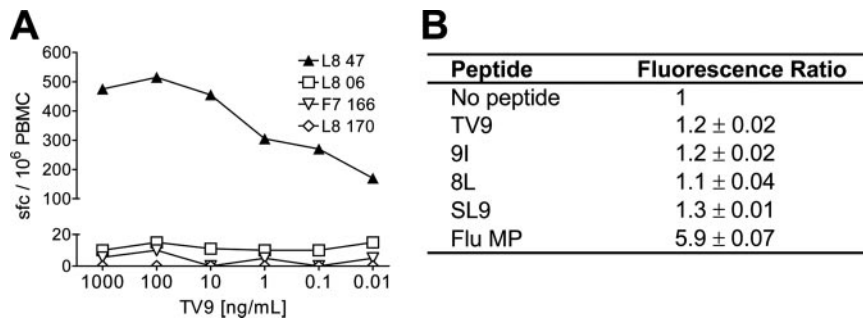 A
600
500
400
300
200
100
20
0
sfc / 10⁶ PBMC
L8 47
L8 06
F7 166
L8 170
1000 100 10 1 0.1 0.01
TV9 [ng/mL]
B
Peptide Fluorescence Ratio
No peptide 1
TV9 1.2 ± 0.02
9I 1.2 ± 0.02
8L 1.1 ± 0.04
SL9 1.3 ± 0.01
Flu MP 5.9 ± 0.07